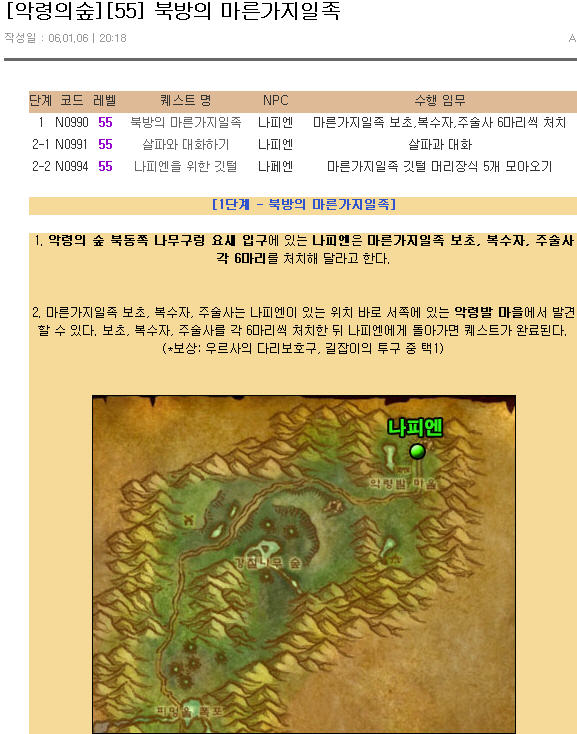 [악령의숲][55] 북방의 마른가지일족
작성일 : 06.01.06 | 20:18
A
단계 코드 레벨 퀘스트 명 NPC 수행 임무
1 N0990 55 북방의 마른가지일족 나피엔 마른가지일족 보초,복수자,주술사 6마리씩 처치
2-1 N0991 55 살파와 대화하기 나피엔 살파과 대화
2-2 N0994 55 나피엔을 위한 깃털 나페엔 마른가지일족 깃털 머리장식 5개 모아오기
[1단계 - 북방의 마른가지일족]
1. 악령의 숲 북동쪽 나무구렁 요새 입구에 있는 나피엔은 마른가지일족 보초, 복수자, 주술사
각 6마리를 처치해 달라고 한다.
2. 마른가지일족 보초, 복수자, 주술사는 나피엔이 있는 위치 바로 서쪽에 있는 악령발 마을에서 발견
할 수 있다. 보초, 복수자, 주술사를 각 6마리씩 처치한 뒤 나피엔에게 돌아가면 퀘스트가 완료된다.
(*보상: 우르사의 다리보호구, 길잡이의 투구 중 택1)
나피엔
악령발 마을
강철나무 숲
피멍울 폭포